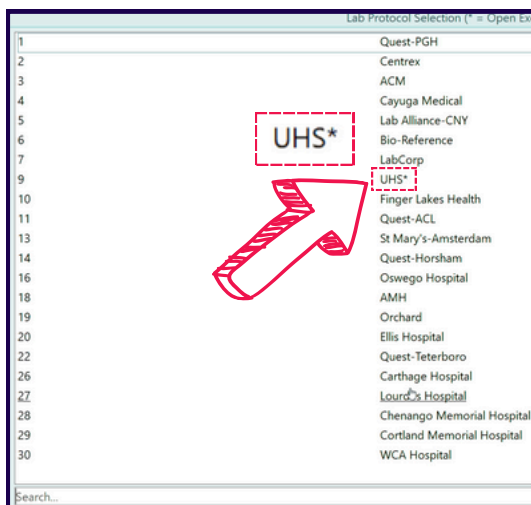 Lab Protocol Selection (* = Open Exc
1 Quest-PGH
2 Centrex
3 ACM
4 Cayuga Medical
5 Lab Alliance-CNY
UHS*
6 Bio-Reference
7 LabCorp
9 UHS*
10 Finger Lakes Health
11 Quest-ACL
13 St Mary's-Amsterdam
14 Quest-Horsham
16 Oswego Hospital
18 AMH
19 Orchard
20 Ellis Hospital
22 Quest-Teterboro
26 Carthage Hospital
27 Lourdes Hospital
28 Chenango Memorial Hospital
29 Cortland Memorial Hospital
30 WCA Hospital
Search...